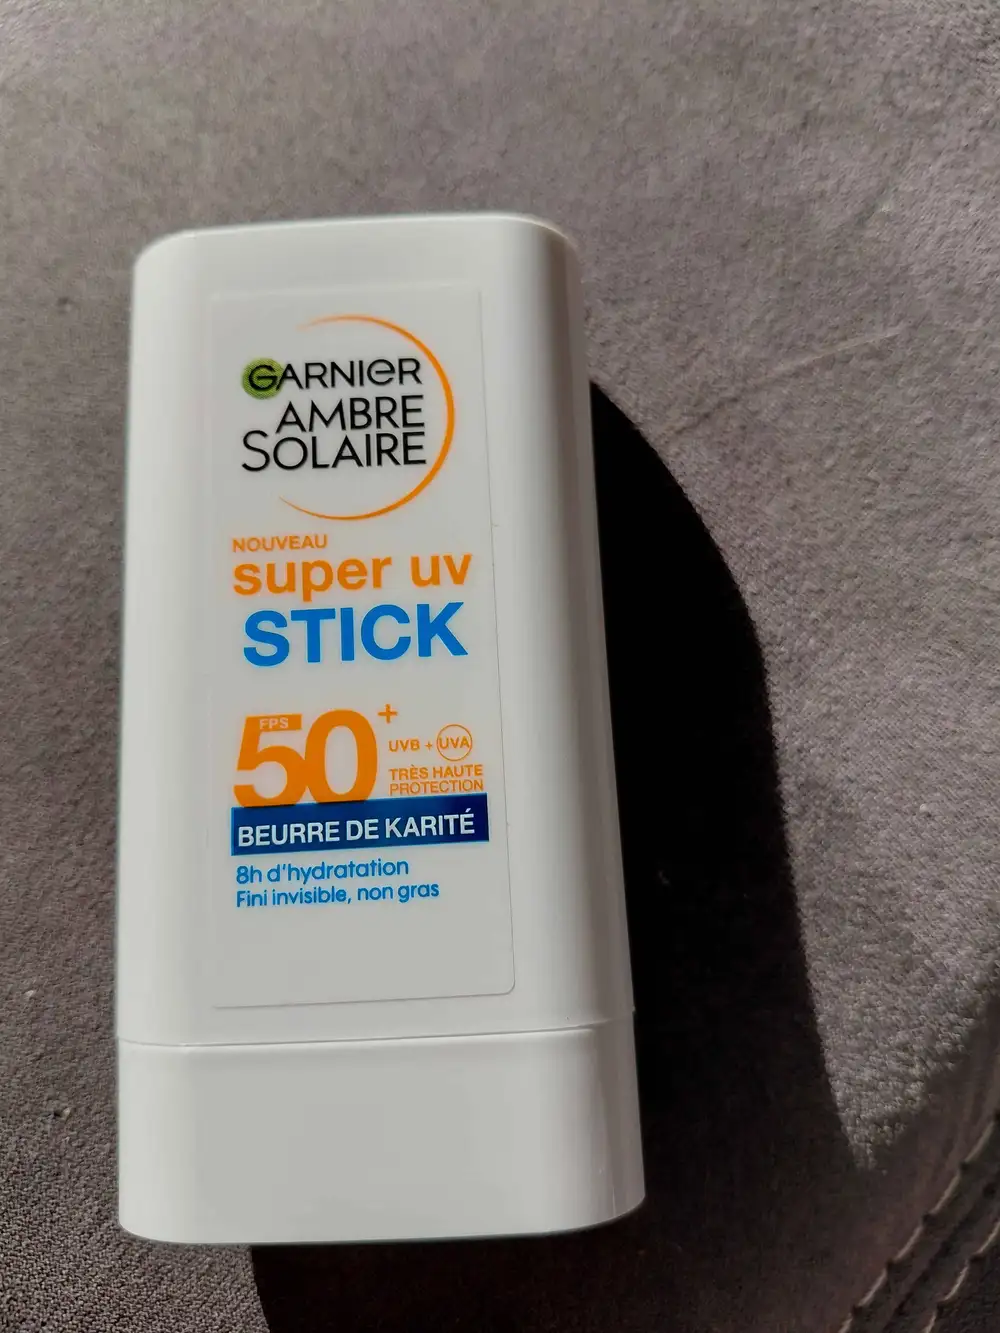 GARNIER
AMBRE
SOLAIRE
NOUVEAU
super uv
STICK
FPS
50+
UVB + UVA
TRÈS HAUTE
PROTECTION
BEURRE DE KARITÉ
8h d'hydratation
Fini invisible, non gras